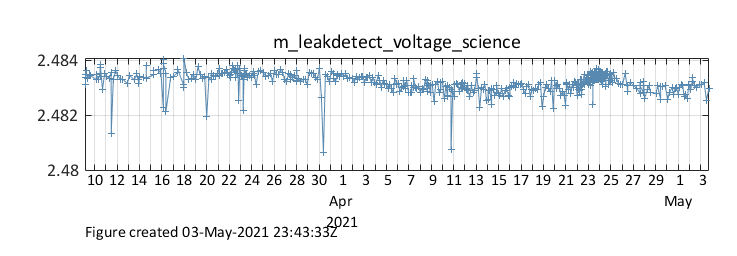 m_leakdetect_voltage_science
2.484
2.482
2.48
10 12 14 16 18 20 22 24 26 28 30 1 3 5 7 9 11 13 15 17 19 21 23 25 27 29 1 3
Apr May
2021
Figure created 03-May-2021 23:43:33Z